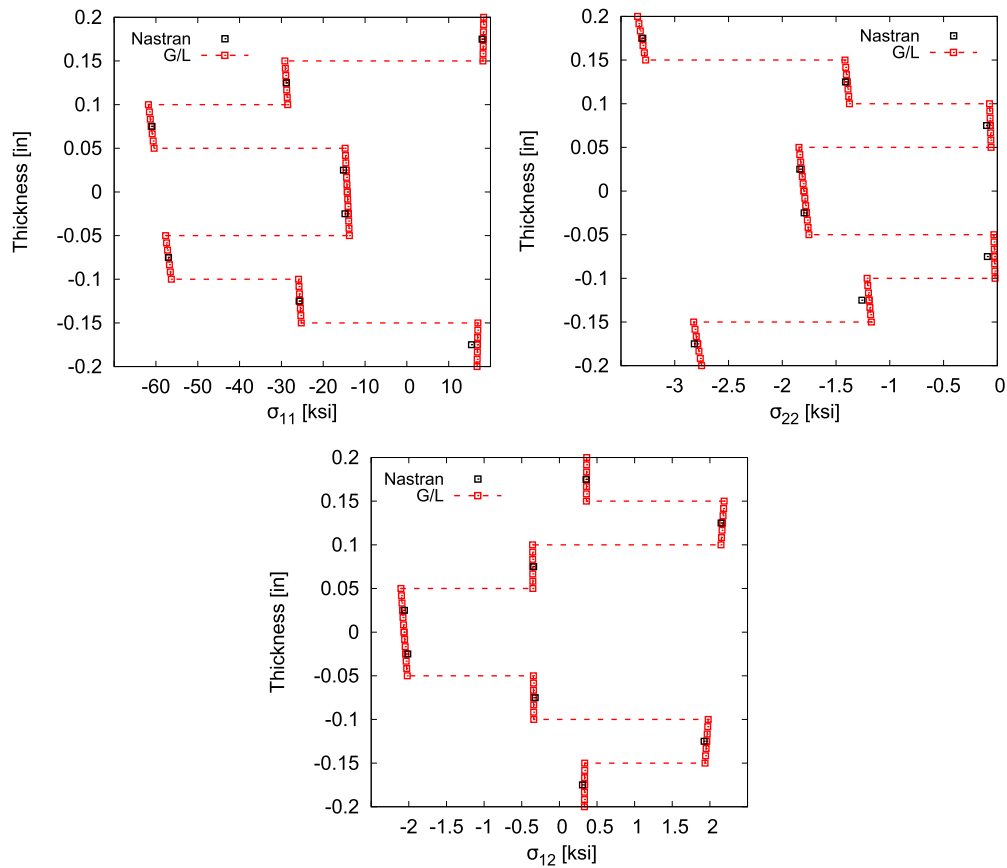 Nastran
G/L
0.2
0.15
0.1
0.05
0
-0.05
-0.1
-0.15
-0.2
Thickness [in]
-60 -50 -40 -30 -20 -10 0 10
σ11 [ksi]
Nastran
G/L
0.2
0.15
0.1
0.05
0
-0.05
-0.1
-0.15
-0.2
Thickness [in]
-3 -2.5 -2 -1.5 -1 -0.5 0
σ22 [ksi]
Nastran
G/L
0.2
0.15
0.1
0.05
0
-0.05
-0.1
-0.15
-0.2
Thickness [in]
-2 -1.5 -1 -0.5 0 0.5 1 1.5 2
σ12 [ksi]